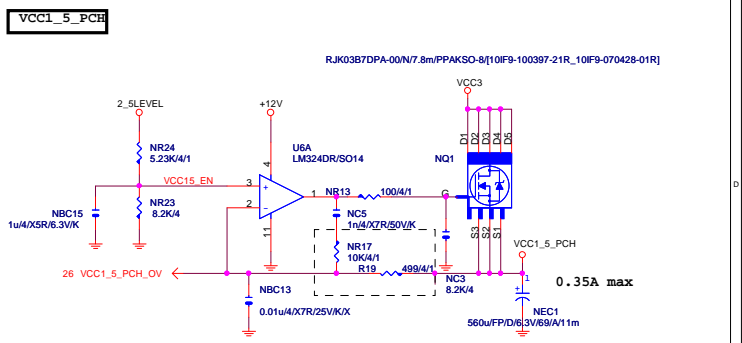 VCC1_5_PCH
RJK03B7DPA-00/N/7.8m/PPAKSO-8/[10IF9-100397-21R_10IF9-070428-01R]
VCC3
2_5LEVEL
+12V
D1
D2
D3
D4
D5
NR24
5.23K/4/1
U6A
LM324DR/SO14
NQ1
4
VCC15_EN
3
+
1
NR13
100/4/1
G
D
2
-
NR23
8.2K/4
NBC15
1u/4/X5R/6.3V/K
NC5
1n/4/X7R/50V/K
11
S3
S2
S1
VCC1_5_PCH
NR17
10K/4/1
26 VCC1_5_PCH_OV
R19
499/4/1
NC3
8.2K/4
1
0.35A max
NBC13
0.01u/4/X7R/25V/K/X
NEC1
560u/FP/D/6.3V/69/A/11m